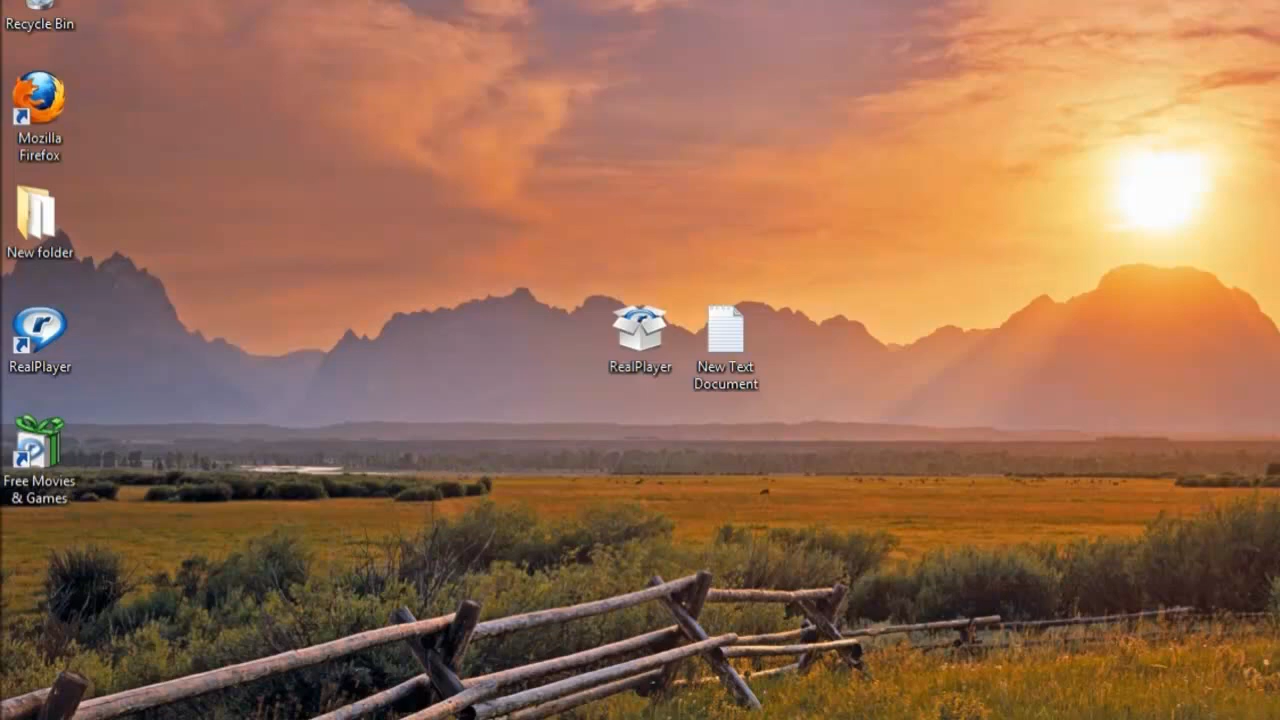 Recycle Bin
Mozilla
Firefox
New folder
RealPlayer
Free Movies
& Games
RealPlayer
New Text
Document